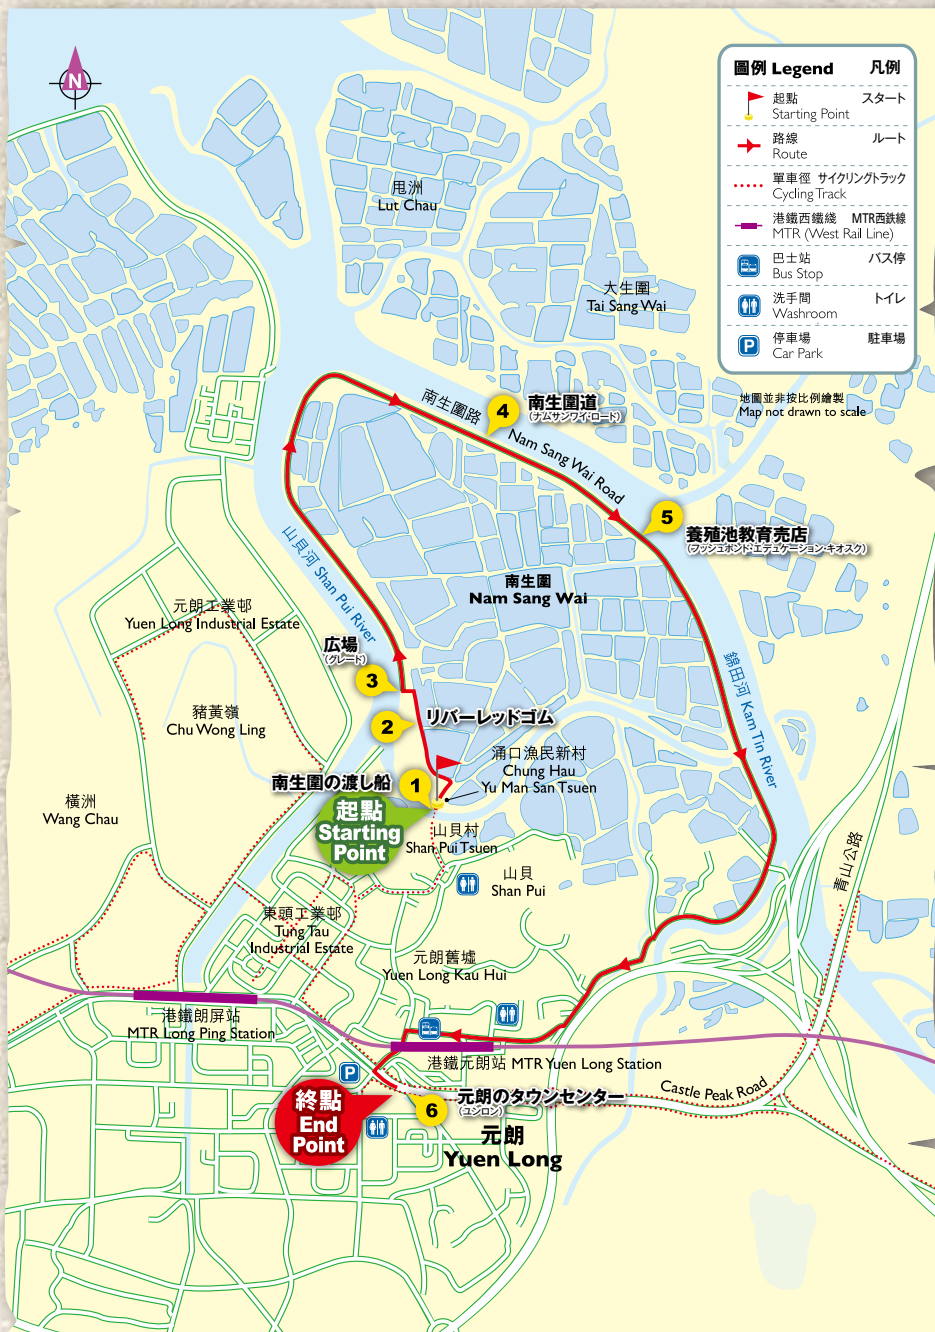 N
圖例 Legend 凡例
起點 スタート
Starting Point
路線 ルート
Route
單車徑 サイクリングトラック
Cycling Track
港鐵西鐵綫 MTR西鉄線
MTR (West Rail Line)
巴士站 バス停
Bus Stop
洗手間 トイレ
Washroom
P
停車場 駐車場
Car Park
地圖並非按比例繪製
Map not drawn to scale
甩洲
Lut Chau
大生圍
Tai Sang Wai
南生圍路
Nam Sang Wai Road
4
南生圍道
(ナムサンワイ・ロード)
5
養殖池教育売店
(フッシュポンド・エデュケーション・キオスク)
山貝河 Shan Pui River
南生圍
Nam Sang Wai
元朗工業邨
Yuen Long Industrial Estate
広場
(グレード)
3
錦田河 Kam Tin River
豬黃嶺
Chu Wong Ling
2
リバーレッドゴム
涌口漁民新村
Chung Hau
Yu Man San Tsuen
南生圍の渡し船
1
起點
Starting
Point
橫洲
Wang Chau
山貝村
Shan Pui Tsuen
山貝
Shan Pui
青山公路
東頭工業邨
Tung Tau
Industrial Estate
元朗舊墟
Yuen Long Kau Hui
港鐵朗屏站
MTR Long Ping Station
港鐵元朗站 MTR Yuen Long Station
P
Castle Peak Road
終點
End
Point
6
元朗のタウンセンター
(ユンロン)
元朗
Yuen Long